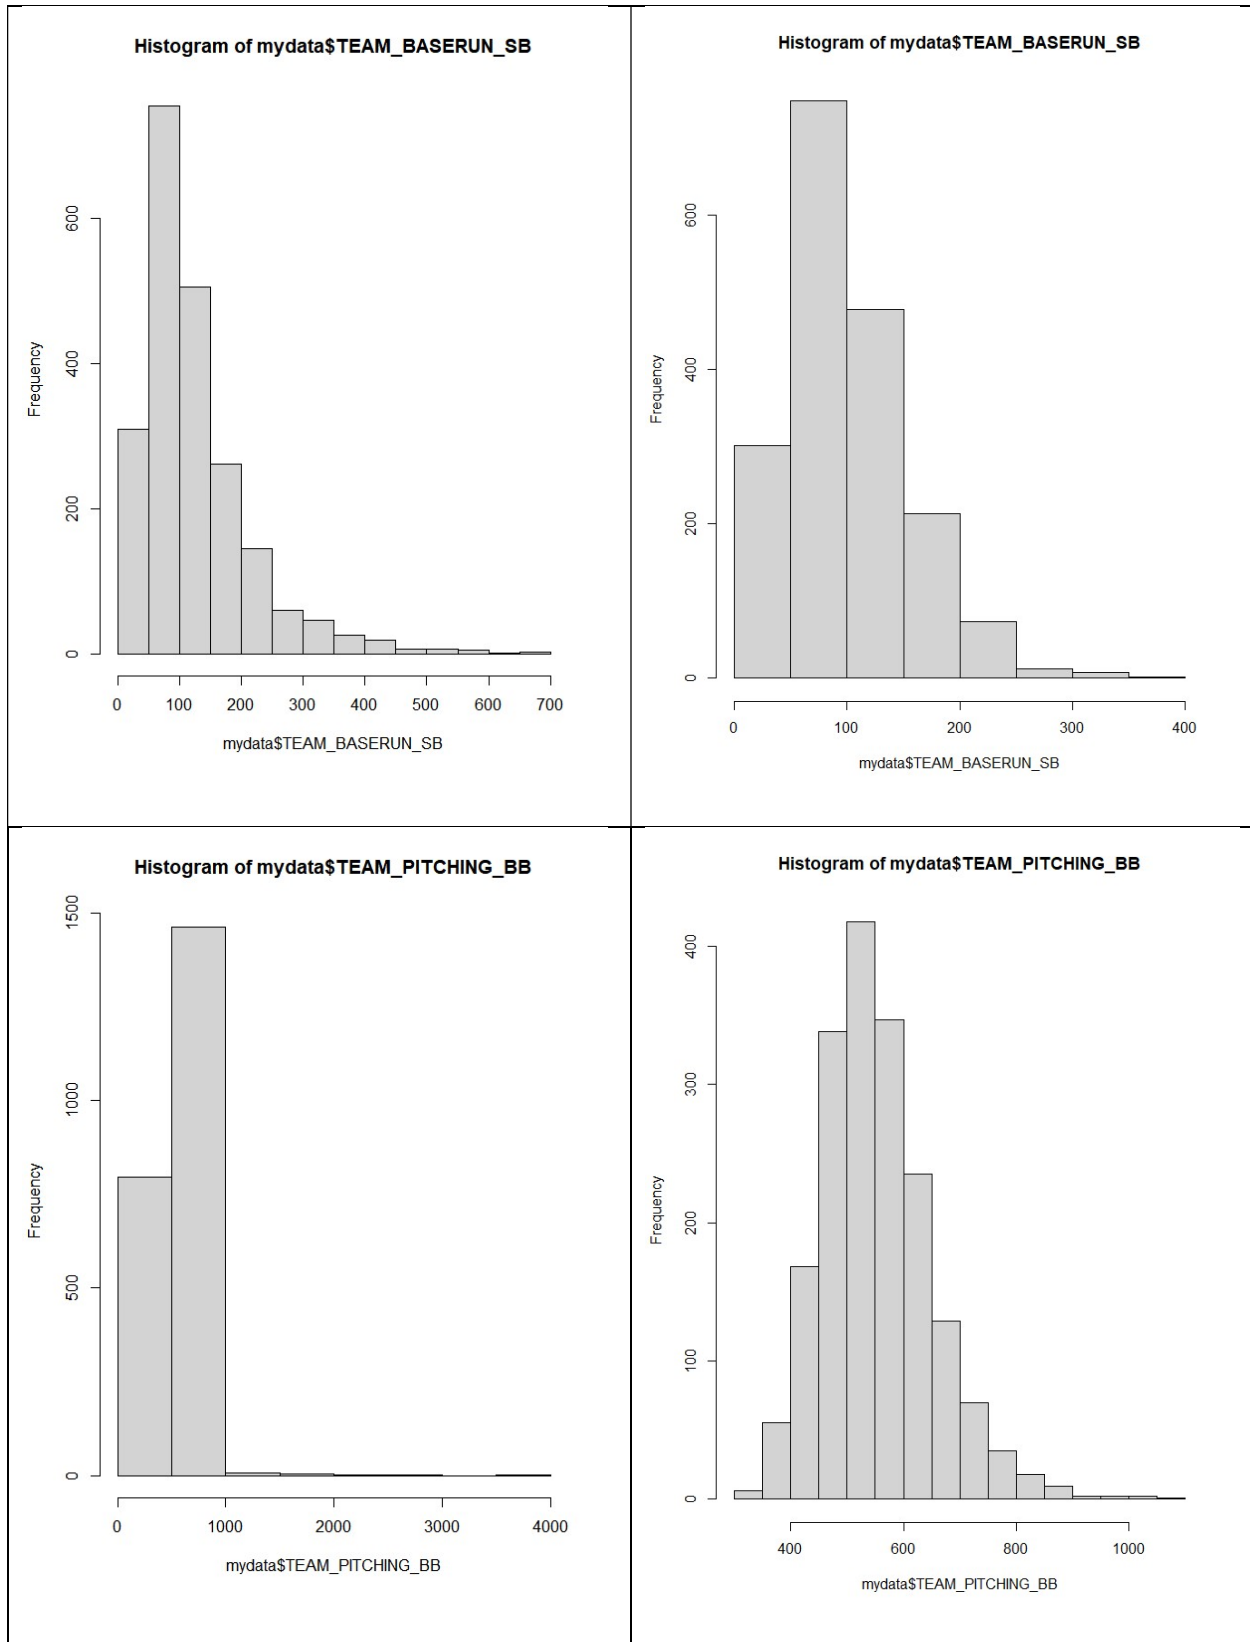 Histogram of mydata$TEAM_BASERUN_SB
Frequency
600
400
200
0
0 100 200 300 400 500 600 700
mydata$TEAM_BASERUN_SB
Histogram of mydata$TEAM_BASERUN_SB
Frequency
600
400
200
0
0 100 200 300 400
mydata$TEAM_BASERUN_SB
Histogram of mydata$TEAM_PITCHING_BB
Frequency
1500
1000
500
0
0 1000 2000 3000 4000
mydata$TEAM_PITCHING_BB
Histogram of mydata$TEAM_PITCHING_BB
Frequency
400
300
200
100
0
400 600 800 1000
mydata$TEAM_PITCHING_BB